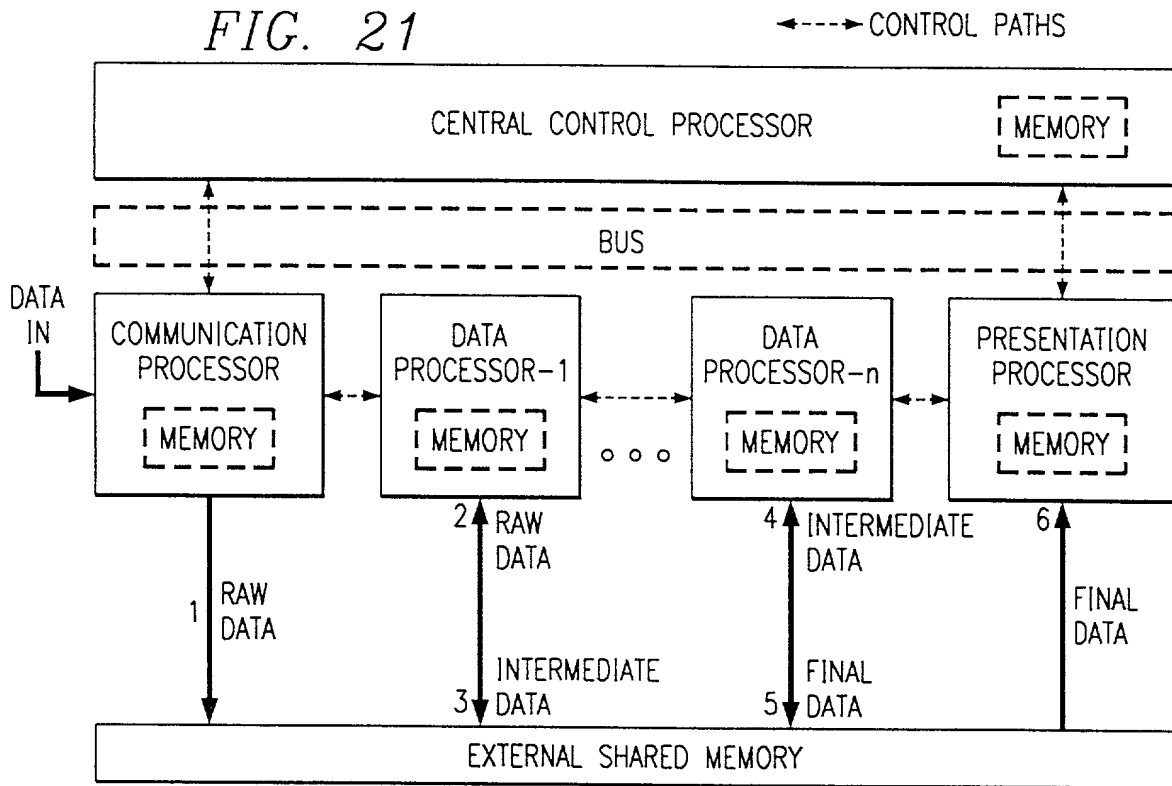 FIG. 21
CONTROL PATHS
CENTRAL CONTROL PROCESSOR
MEMORY
BUS
DATA
IN
COMMUNICATION
PROCESSOR
MEMORY
DATA
PROCESSOR-1
MEMORY
DATA
PROCESSOR-n
MEMORY
PRESENTATION
PROCESSOR
MEMORY
1
RAW
DATA
2
RAW
DATA
3
INTERMEDIATE
DATA
4
INTERMEDIATE
DATA
5
FINAL
DATA
6
FINAL
DATA
EXTERNAL SHARED MEMORY